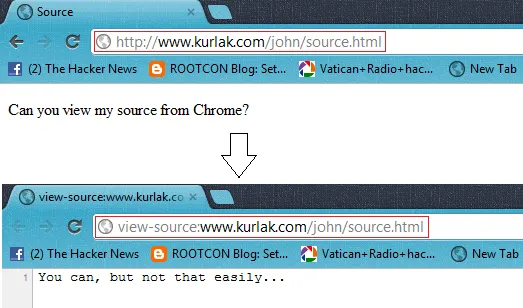 Source
http://www.kurlak.com/john/source.html
(2) The Hacker News ROOTCON Blog: Set... Vatican+Radio+hac... New Tab
Can you view my source from Chrome?
view-source:www.kurlak.co
view-source:www.kurlak.com/john/source.html
(2) The Hacker News ROOTCON Blog: Set... Vatican+Radio+hac... New Tab
1 You can, but not that easily...